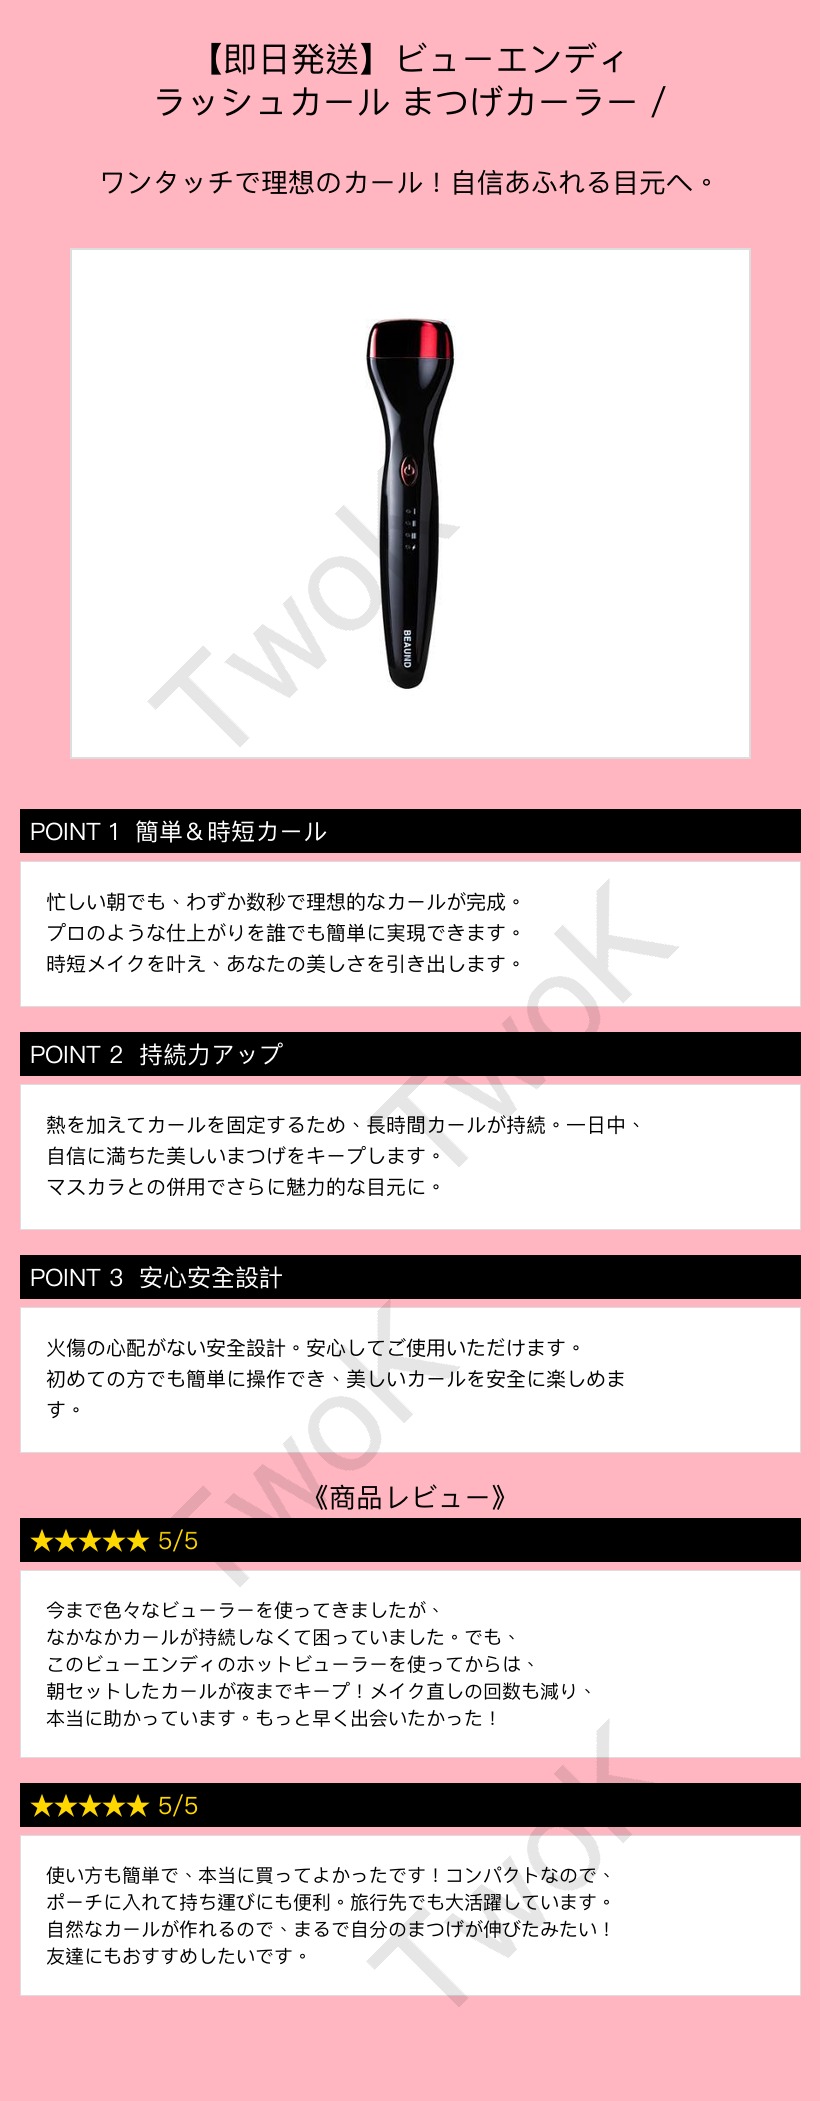 【即日発送】ビューエンディ
ラッシュカール まつげカーラー /
ワンタッチで理想のカール！自信あふれる目元へ。
BEAUND
TwoK
POINT 1 簡単＆時短カール
忙しい朝でも、わずか数秒で理想的なカールが完成。
プロのような仕上がりを誰でも簡単に実現できます。
時短メイクを叶え、あなたの美しさを引き出します。
TwoK
POINT 2 持続力アップ
熱を加えてカールを固定するため、長時間カールが持続。一日中、
自信に満ちた美しいまつげをキープします。
マスカラとの併用でさらに魅力的な目元に。
POINT 3 安心安全設計
火傷の心配がない安全設計。安心してご使用いただけます。
初めての方でも簡単に操作でき、美しいカールを安全に楽しめま
す。
TwoK
《商品レビュー》
★★★★★ 5/5
今まで色々なビューラーを使ってきましたが、
なかなかカールが持続しなくて困っていました。でも、
このビューエンディのホットビューラーを使ってからは、
朝セットしたカールが夜までキープ！メイク直しの回数も減り、
本当に助かっています。もっと早く出会いたかった！
★★★★★ 5/5
使い方も簡単で、本当に買ってよかったです！コンパクトなので、
ポーチに入れて持ち運びにも便利。旅行先でも大活躍しています。
自然なカールが作れるので、まるで自分のまつげが伸びたみたい！
友達にもおすすめしたいです。
TwoK